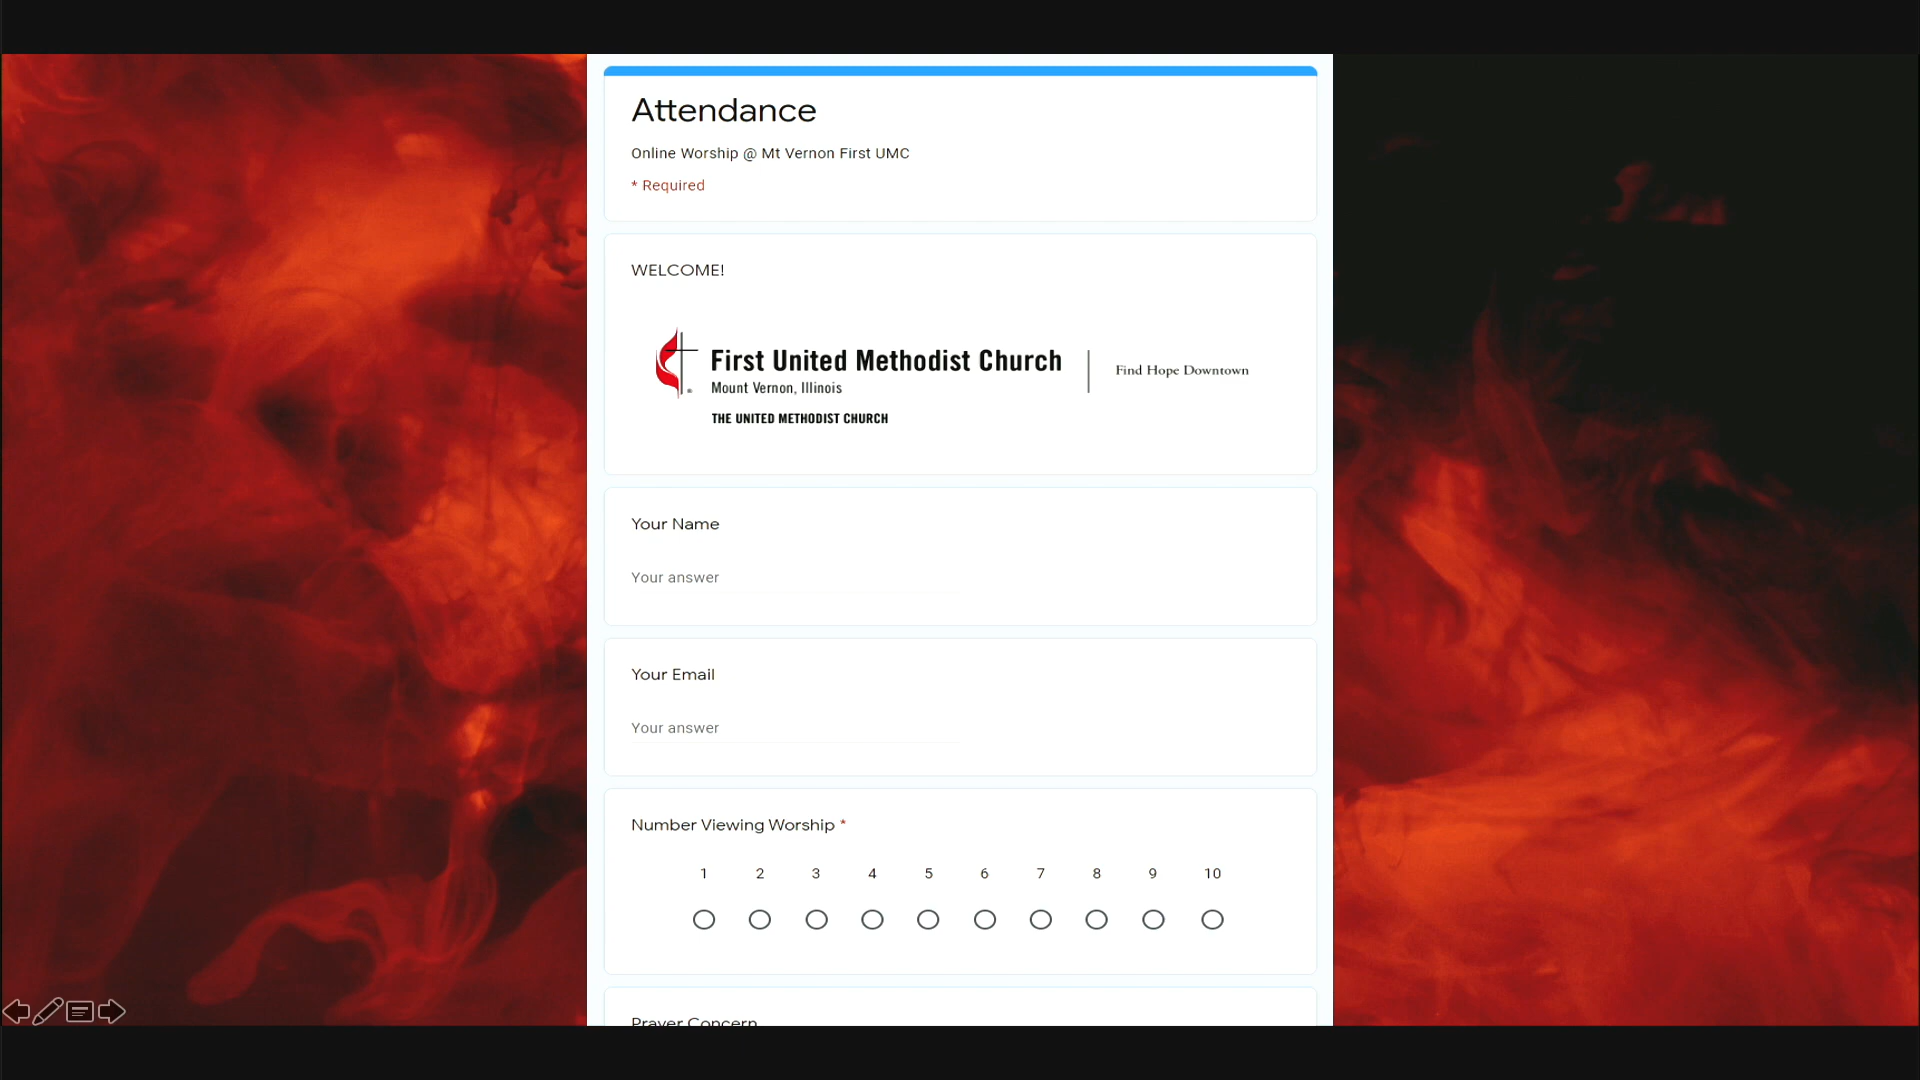 Attendance
Online Worship @ Mt Vernon First UMC
* Required
WELCOME!
First United Methodist Church
Mount Vernon, Illinois
THE UNITED METHODIST CHURCH
Find Hope Downtown
Your Name
Your answer
Your Email
Your answer
Number Viewing Worship *
1 2 3 4 5 6 7 8 9 10
Prayer Concern